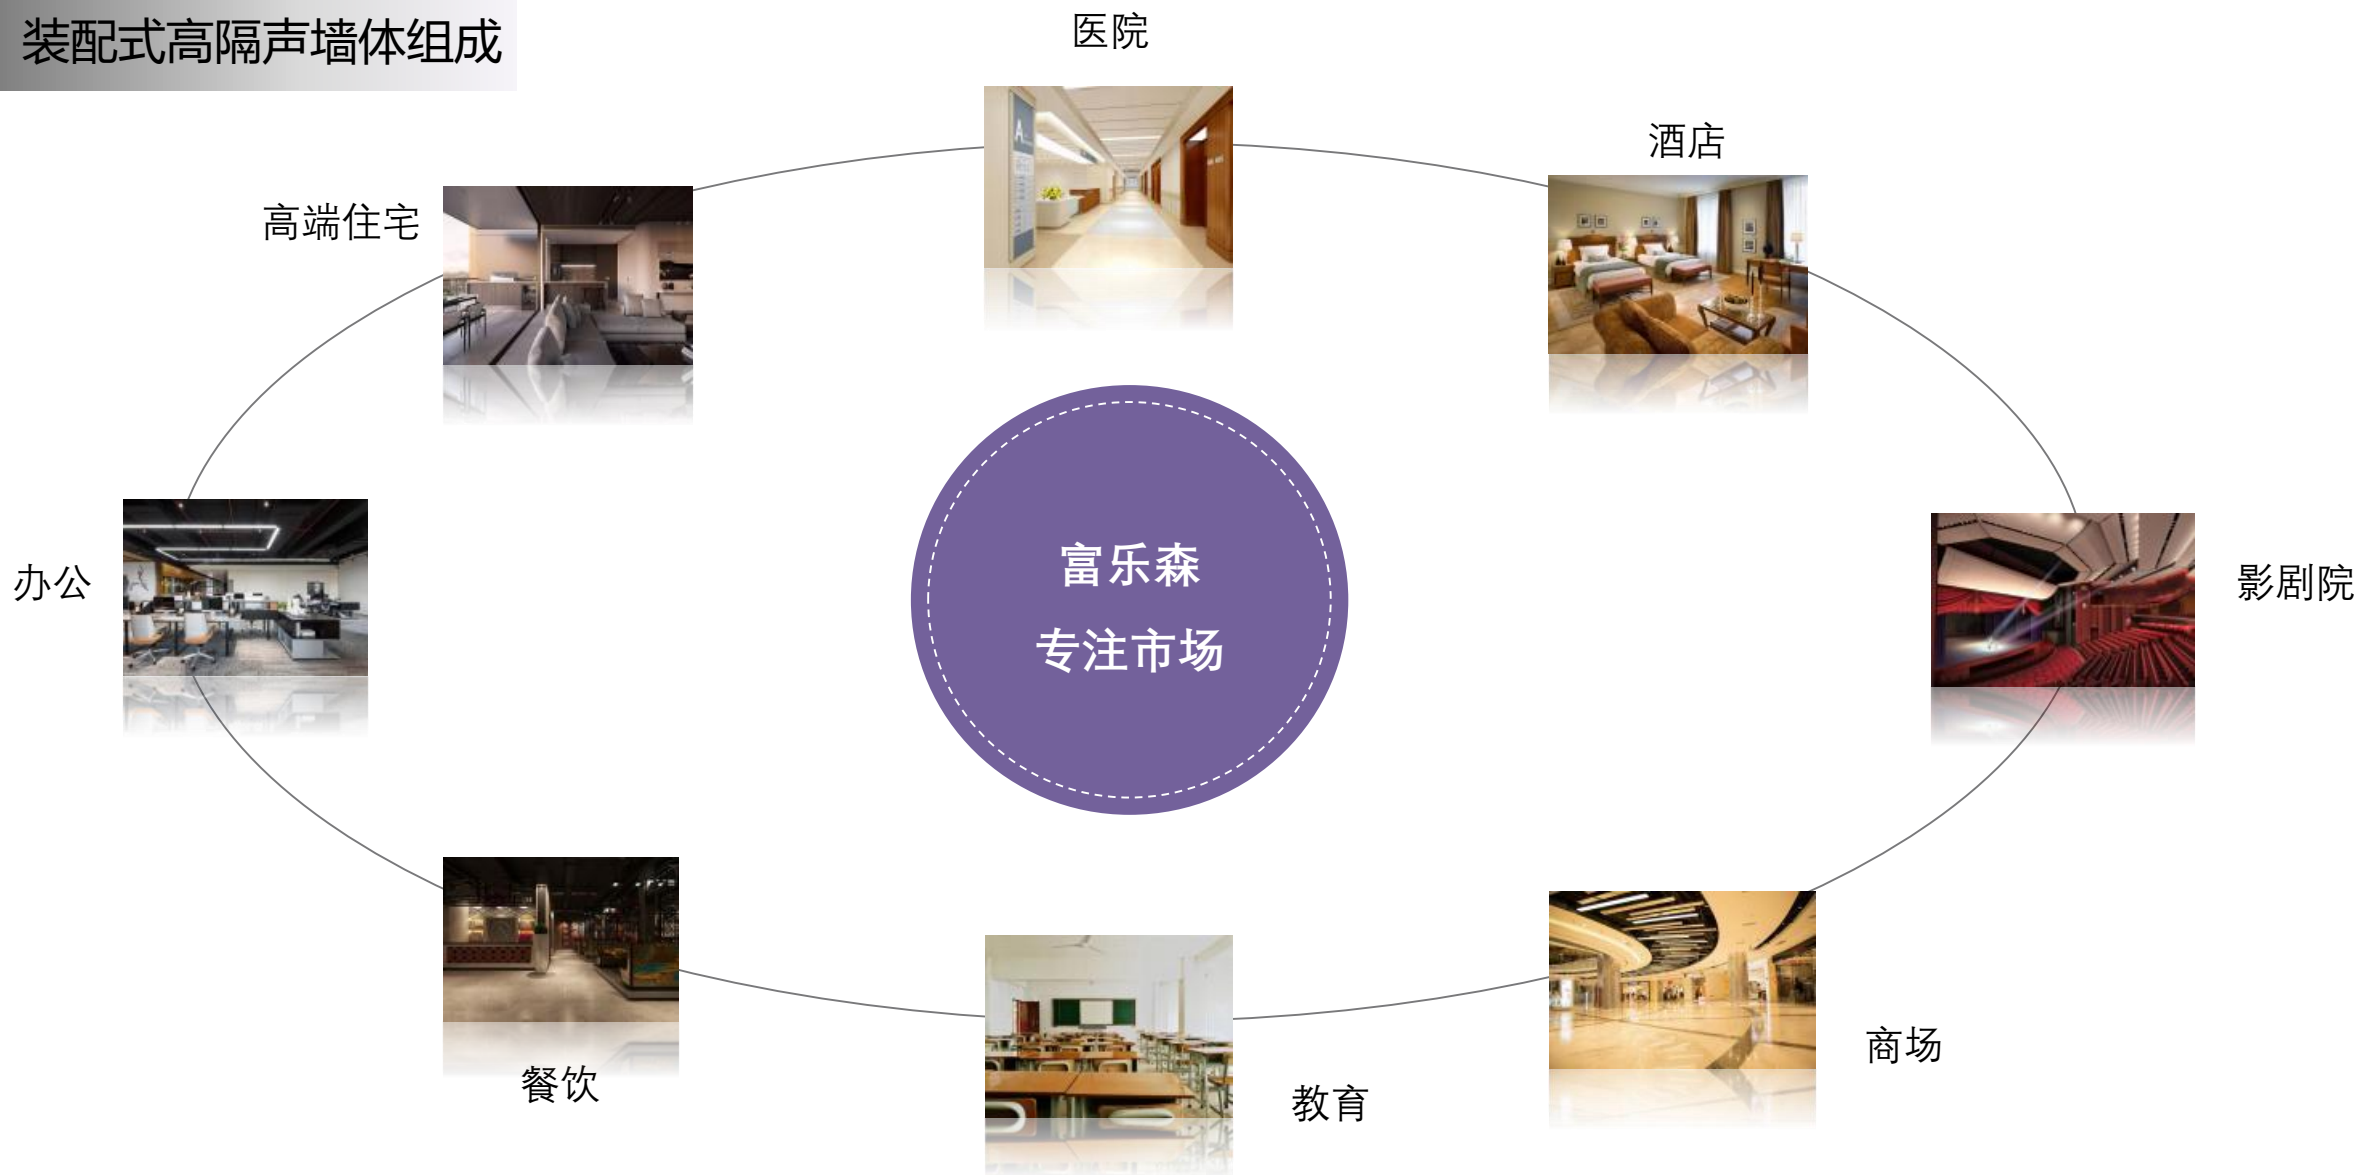 装配式高隔声墙体组成
医院
酒店
高端住宅
办公
富乐森
专注市场
影剧院
餐饮
教育
商场
A